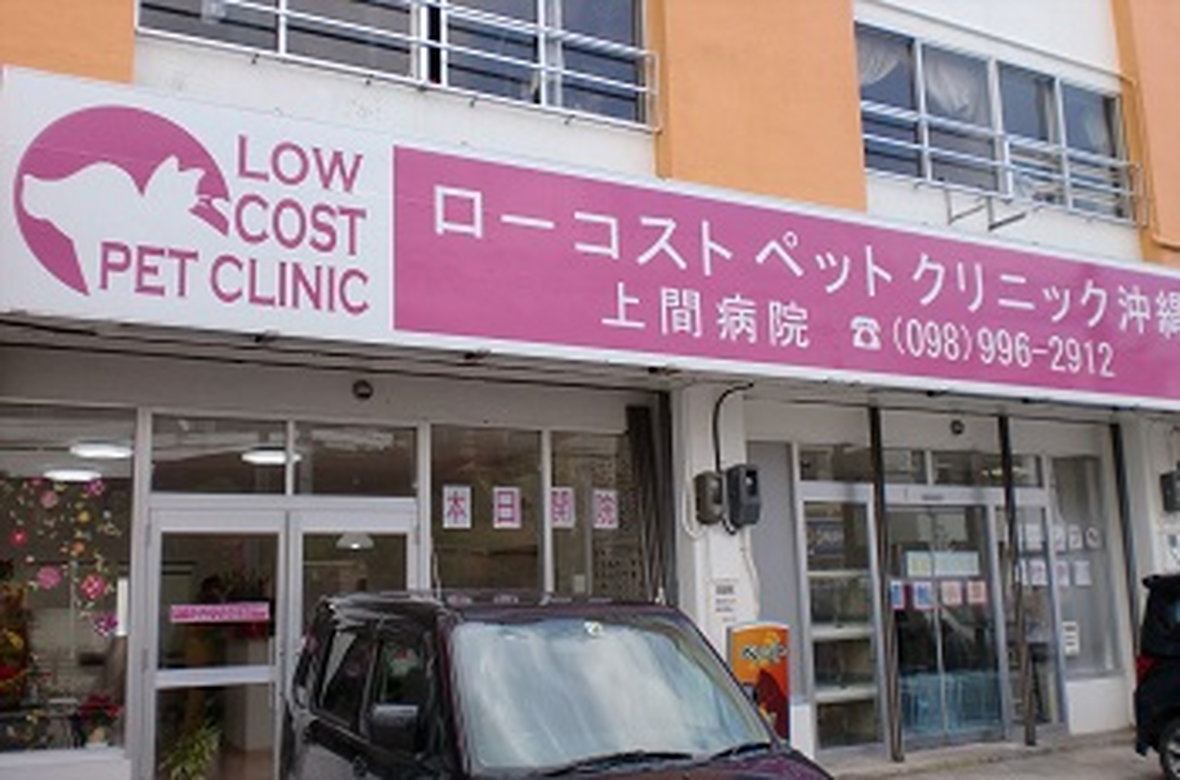 LOW
COST
PET CLINIC
ローコスト ペット クリニック 沖縄
上間病院 ☎(098)996-2912
本日開院